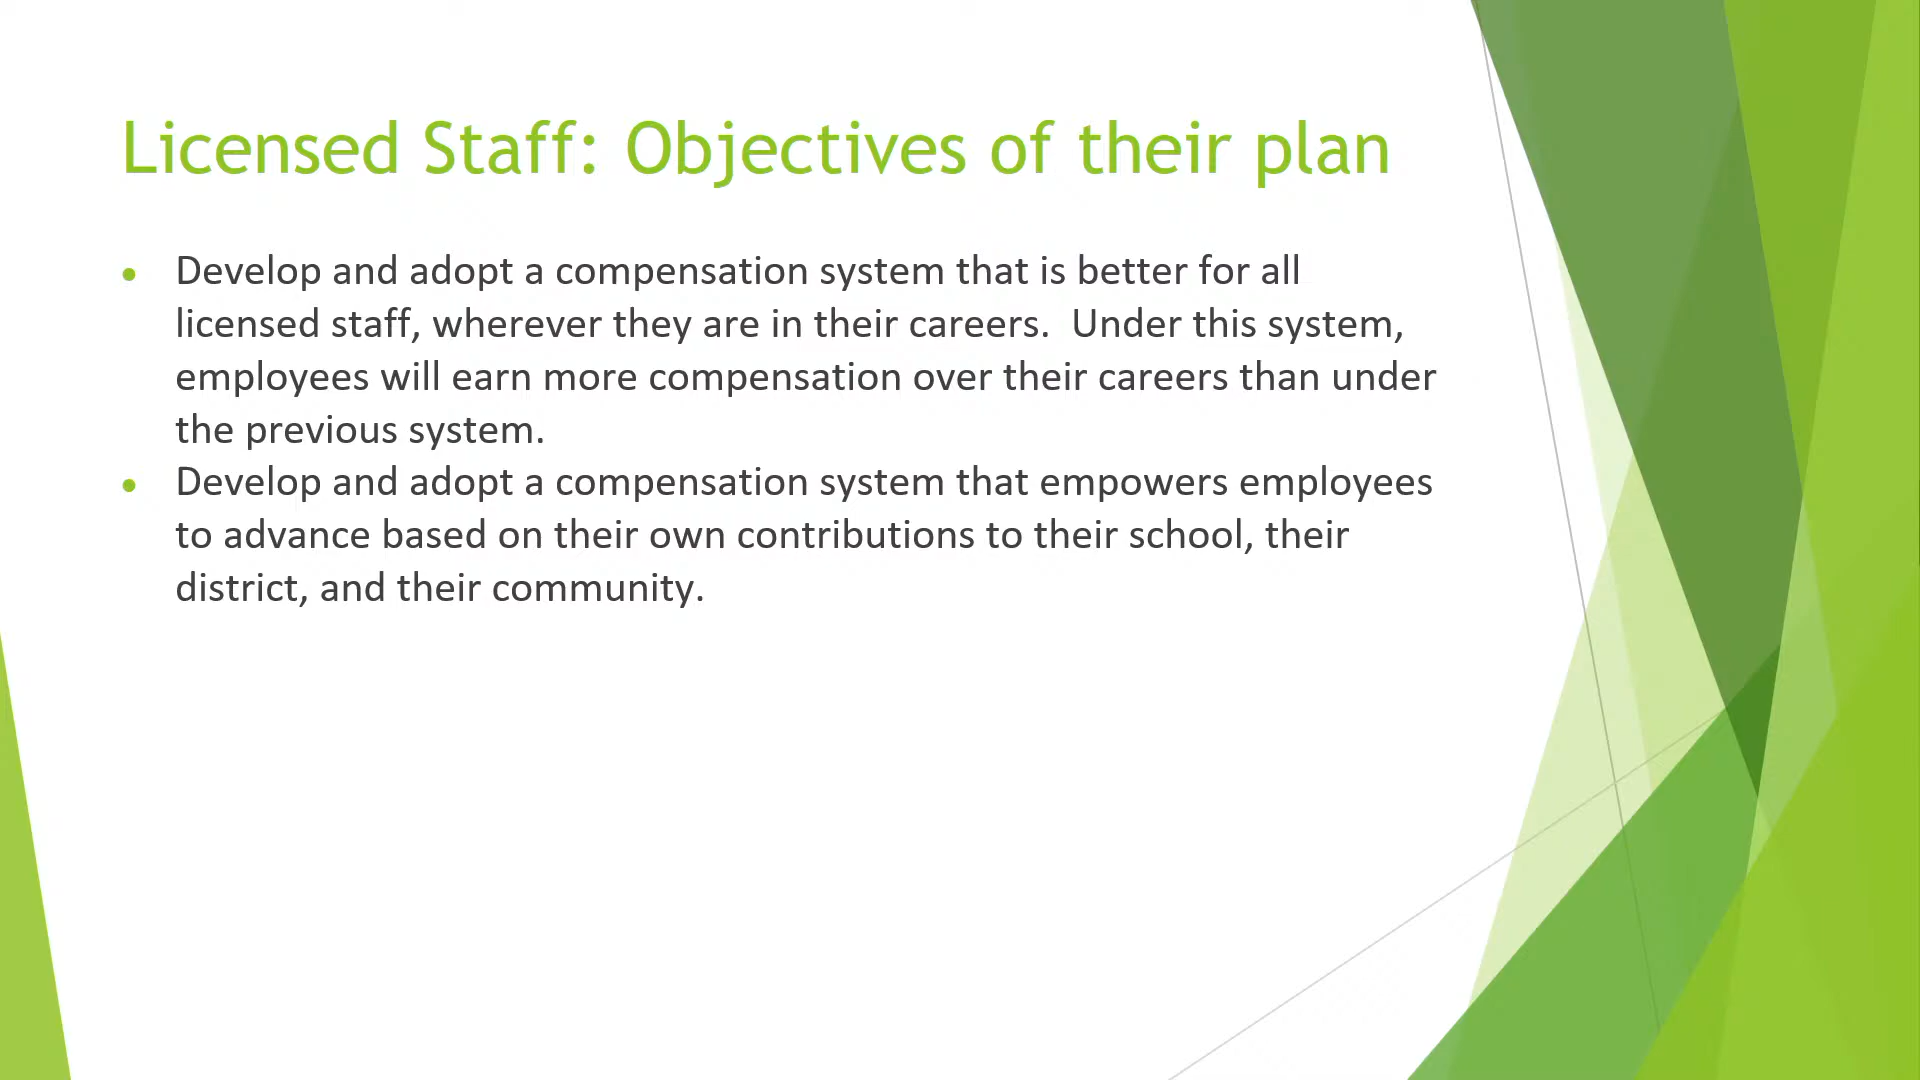 Licensed Staff: Objectives of their plan
• Develop and adopt a compensation system that is better for all
licensed staff, wherever they are in their careers.  Under this system,
employees will earn more compensation over their careers than under
the previous system.
• Develop and adopt a compensation system that empowers employees
to advance based on their own contributions to their school, their
district, and their community.